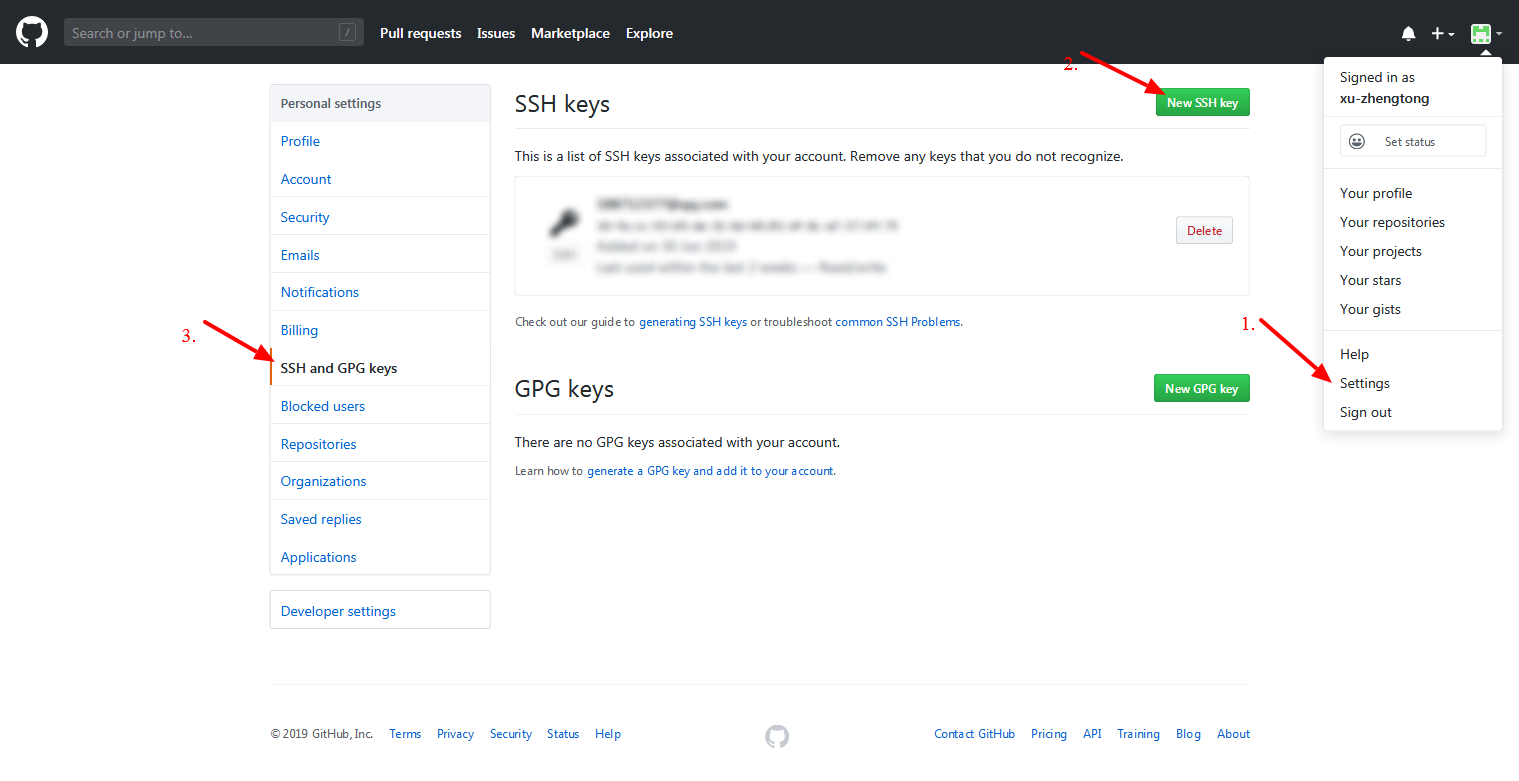 Search or jump to... /
Pull requests Issues Marketplace Explore
Signed in as
xu-zhengtong
Set status
Your profile
Your repositories
Your projects
Your stars
Your gists
Help
1.
Settings
Sign out
Personal settings
Profile
Account
Security
Emails
Notifications
Billing
3.
SSH and GPG keys
Blocked users
Repositories
Organizations
Saved replies
Applications
Developer settings
SSH keys
2.
New SSH key
This is a list of SSH keys associated with your account. Remove any keys that you do not recognize.
Delete
Check out our guide to generating SSH keys or troubleshoot common SSH Problems.
GPG keys
New GPG key
There are no GPG keys associated with your account.
Learn how to generate a GPG key and add it to your account.
© 2019 GitHub, Inc. Terms Privacy Security Status Help
Contact GitHub Pricing API Training Blog About